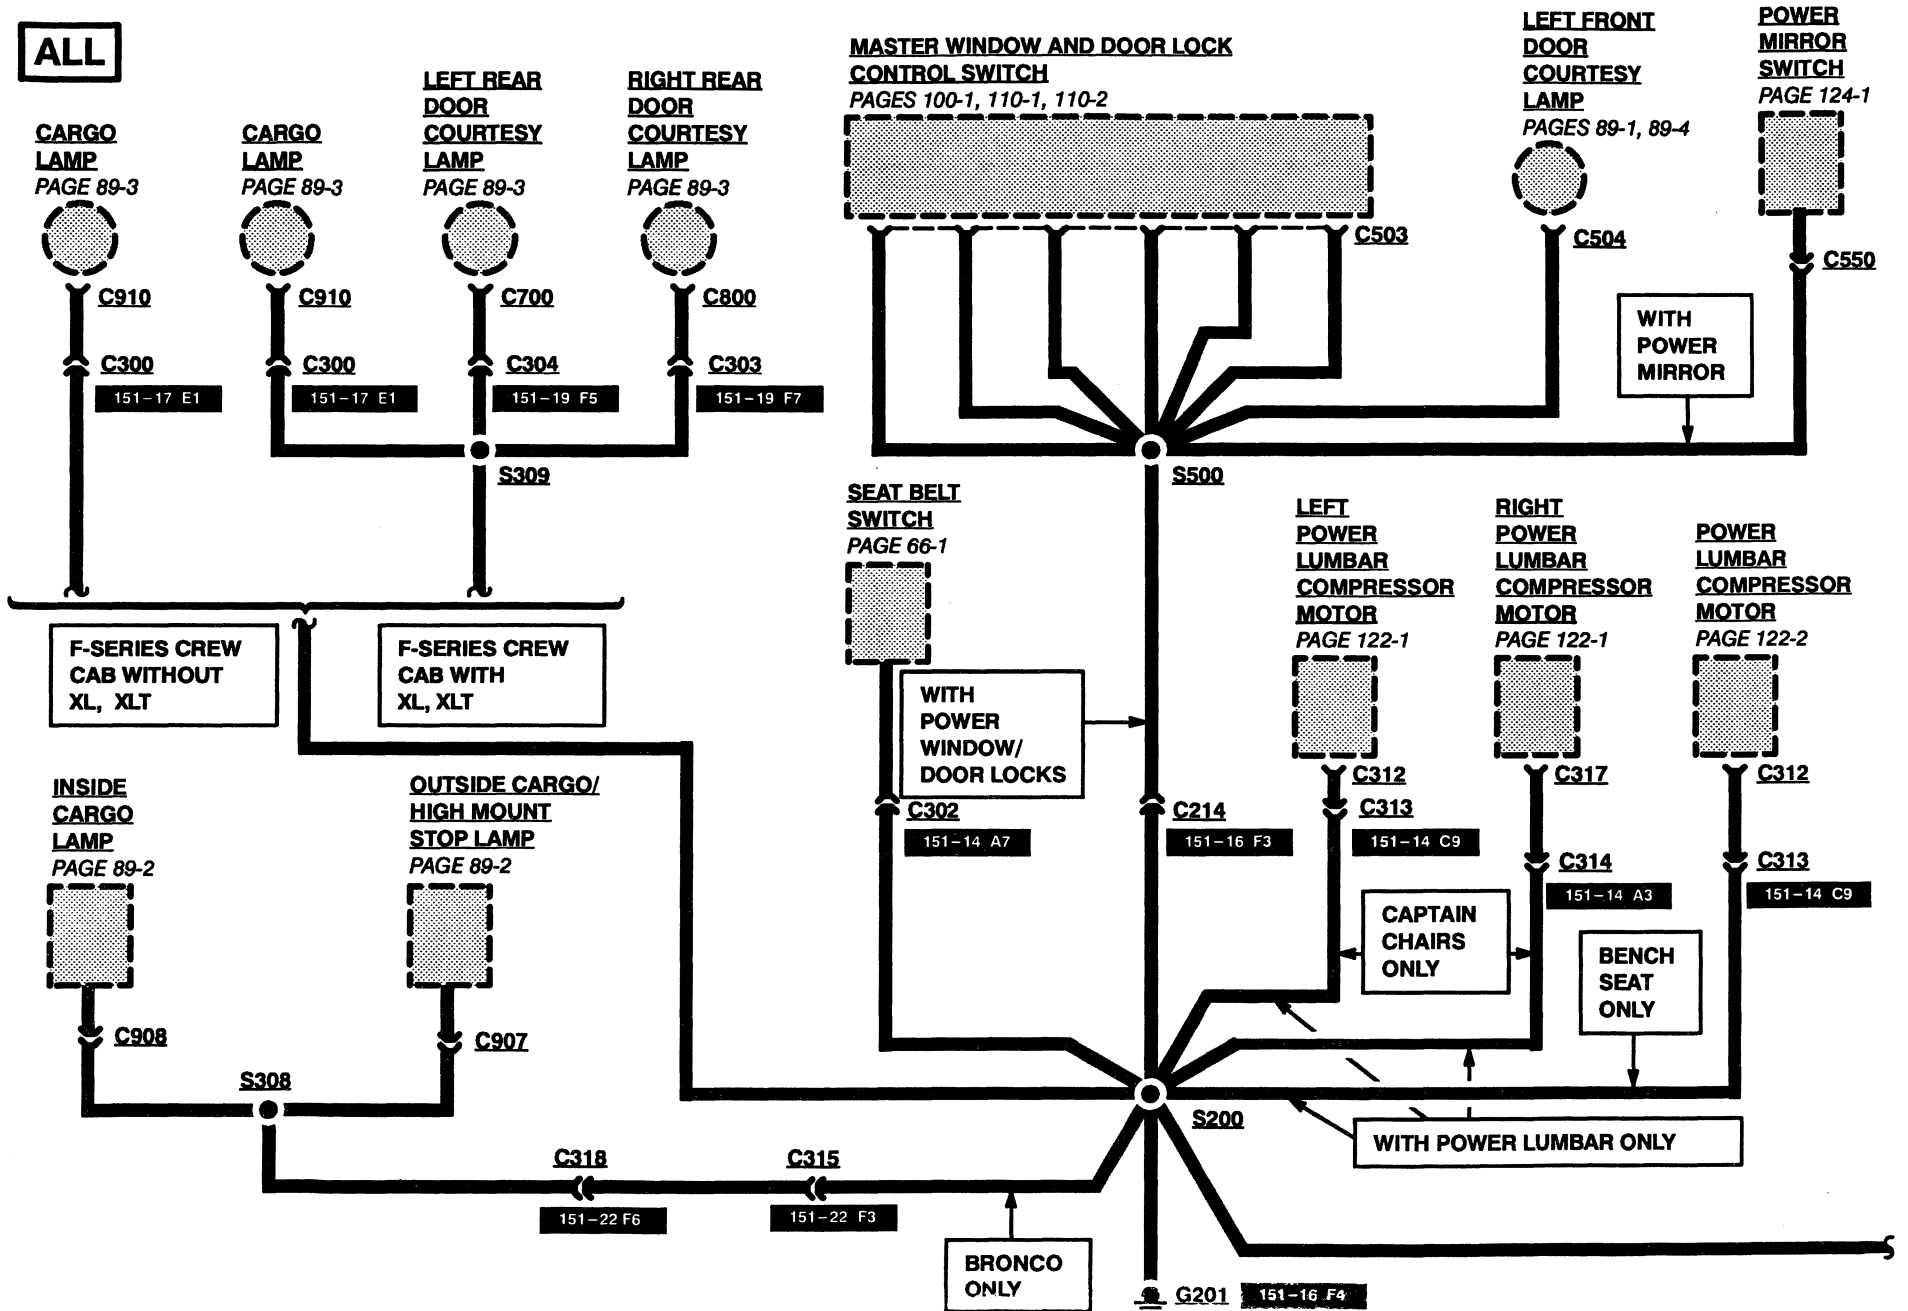 ALL
CARGO
LAMP
PAGE 89-3
CARGO
LAMP
PAGE 89-3
LEFT REAR
DOOR
COURTESY
LAMP
PAGE 89-3
RIGHT REAR
DOOR
COURTESY
LAMP
PAGE 89-3
MASTER WINDOW AND DOOR LOCK
CONTROL SWITCH
PAGES 100-1, 110-1, 110-2
LEFT FRONT
DOOR
COURTESY
LAMP
PAGES 89-1, 89-4
POWER
MIRROR
SWITCH
PAGE 124-1
C910
C910
C700
C800
C503
C504
C550
C300
C300
C304
C303
151-17 E1
151-17 E1
151-19 F5
151-19 F7
WITH
POWER
MIRROR
S309
S500
SEAT BELT
SWITCH
PAGE 66-1
LEFT
POWER
LUMBAR
COMPRESSOR
MOTOR
PAGE 122-1
RIGHT
POWER
LUMBAR
COMPRESSOR
MOTOR
PAGE 122-1
POWER
LUMBAR
COMPRESSOR
MOTOR
PAGE 122-2
F-SERIES CREW
CAB WITHOUT
XL, XLT
F-SERIES CREW
CAB WITH
XL, XLT
WITH
POWER
WINDOW/
DOOR LOCKS
C312
C317
C312
C302
C214
C313
C314
C313
151-14 A7
151-16 F3
151-14 C9
151-14 A3
151-14 C9
INSIDE
CARGO
LAMP
PAGE 89-2
OUTSIDE CARGO/
HIGH MOUNT
STOP LAMP
PAGE 89-2
CAPTAIN
CHAIRS
ONLY
BENCH
SEAT
ONLY
C908
C907
S308
S200
WITH POWER LUMBAR ONLY
C318
C315
151-22 F6
151-22 F3
BRONCO
ONLY
G201
151-16 F4